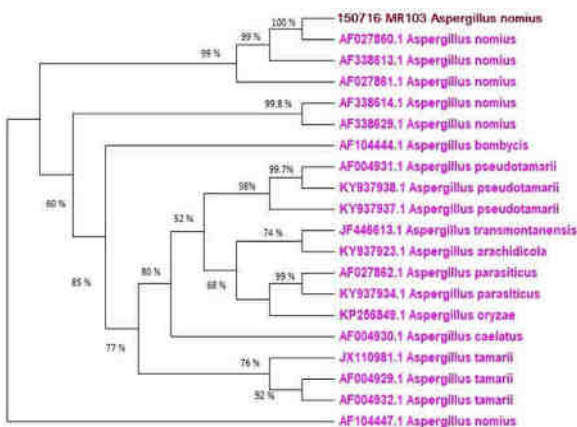 150716 MR103 Aspergillus nomius
100 %
99 %
AF027860.1 Aspergillus nomius
99 %
AF338613.1 Aspergillus nomius
AF027861.1 Aspergillus nomius
99.8 %
AF338614.1 Aspergillus nomius
AF338629.1 Aspergillus nomius
AF104444.1 Aspergillus bombycis
99.7%
AF004931.1 Aspergillus pseudotamarii
98%
KY937938.1 Aspergillus pseudotamarii
60 %
KY937937.1 Aspergillus pseudotamarii
52 %
74 %
JF446613.1 Aspergillus transmontanensis
KY937923.1 Aspergillus arachidicola
80 %
99 %
AF027862.1 Aspergillus parasiticus
85 %
68 %
KY937934.1 Aspergillus parasiticus
KP256849.1 Aspergillus oryzae
AF004930.1 Aspergillus caelatus
77 %
76 %
JX110981.1 Aspergillus tamarii
AF004929.1 Aspergillus tamarii
92 %
AF004932.1 Aspergillus tamarii
AF104447.1 Aspergillus nomius